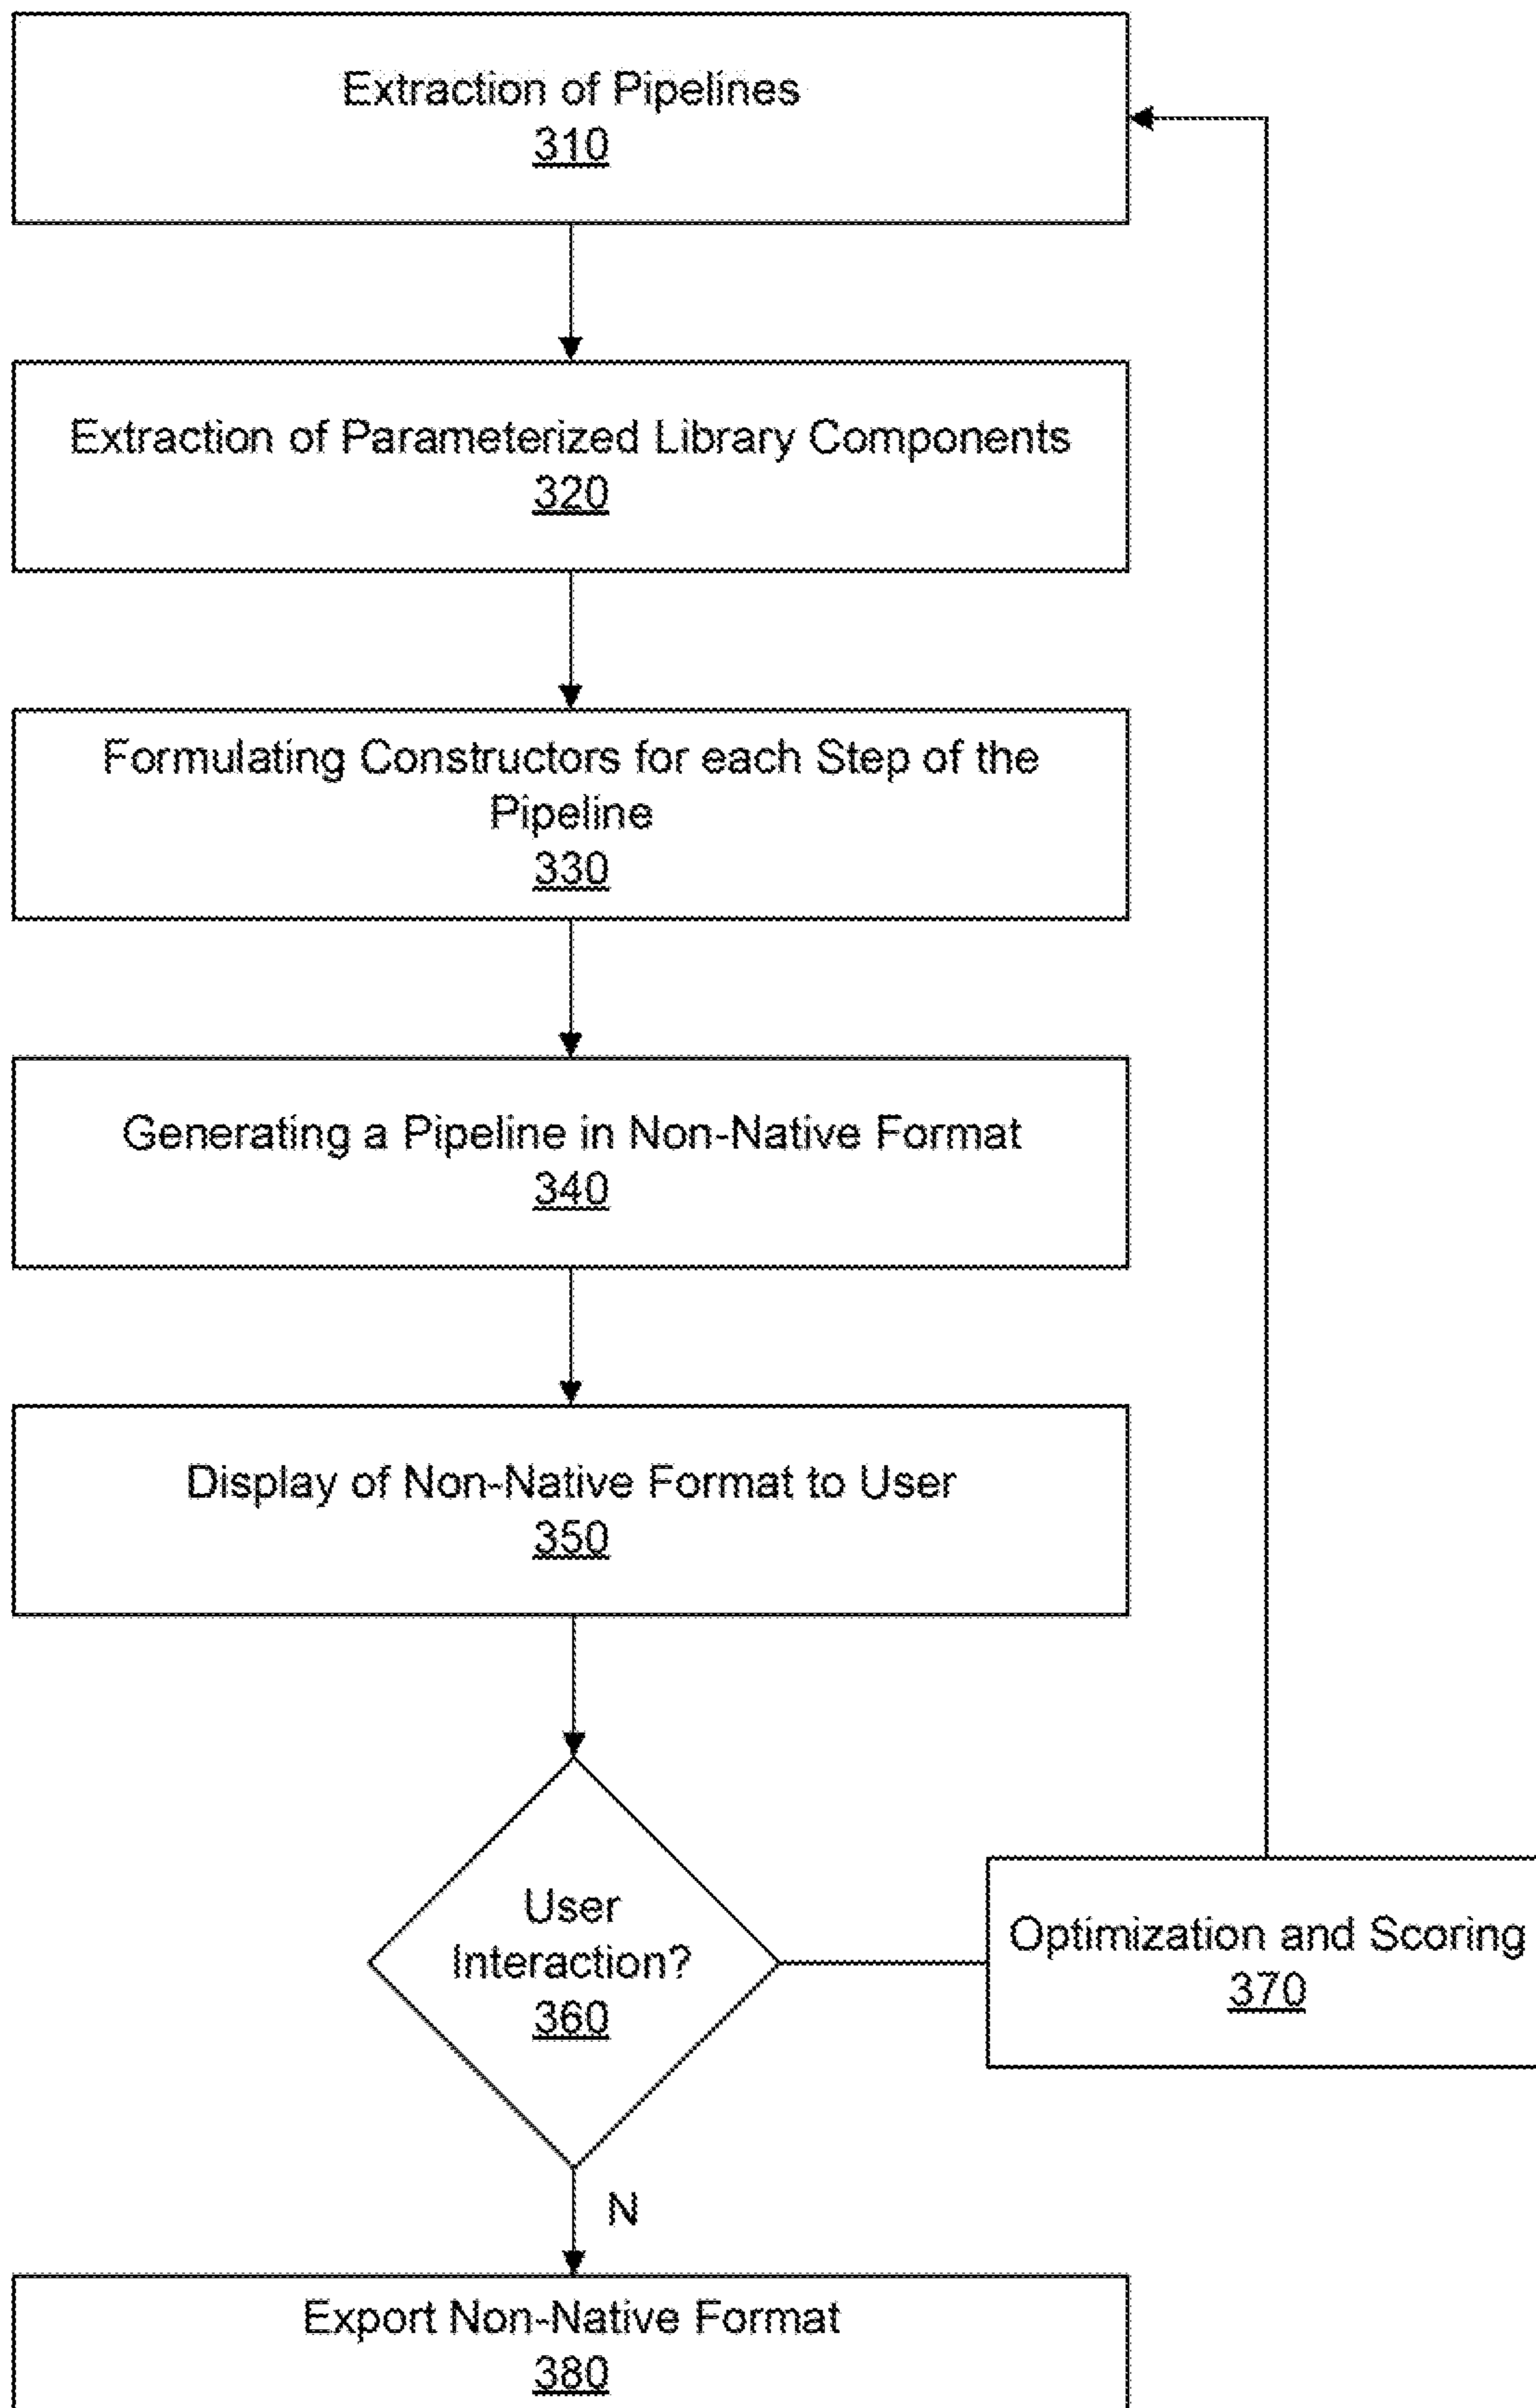 Extraction of Pipelines
310
Extraction of Parameterized Library Components
320
Formulating Constructors for each Step of the
Pipeline
330
Generating a Pipeline in Non-Native Format
340
Display of Non-Native Format to User
350
User
Interaction?
360
Optimization and Scoring
370
N
Export Non-Native Format
380